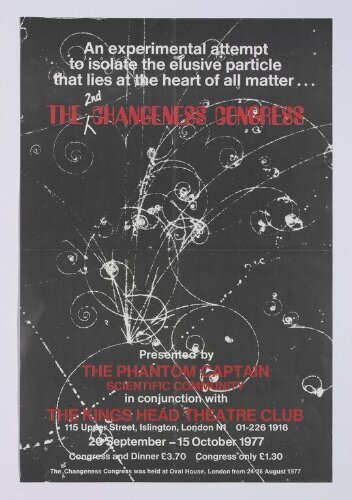 An experimental attempt
to isolate the elusive particle
that lies at the heart of all matter...
THE 2nd CHANGENESS CONGRESS
Presented by
THE PHANTOM CAPTAIN
SCIENTIFIC COMMUNITY
in conjunction with
THE KINGS HEAD THEATRE CLUB
115 Upper Street, Islington, London N1 01-226 1916
20 September – 15 October 1977
Congress and Dinner £3.70 Congress only £1.30
The Changeness Congress was held at Oval House, London from 24-28 August 1977